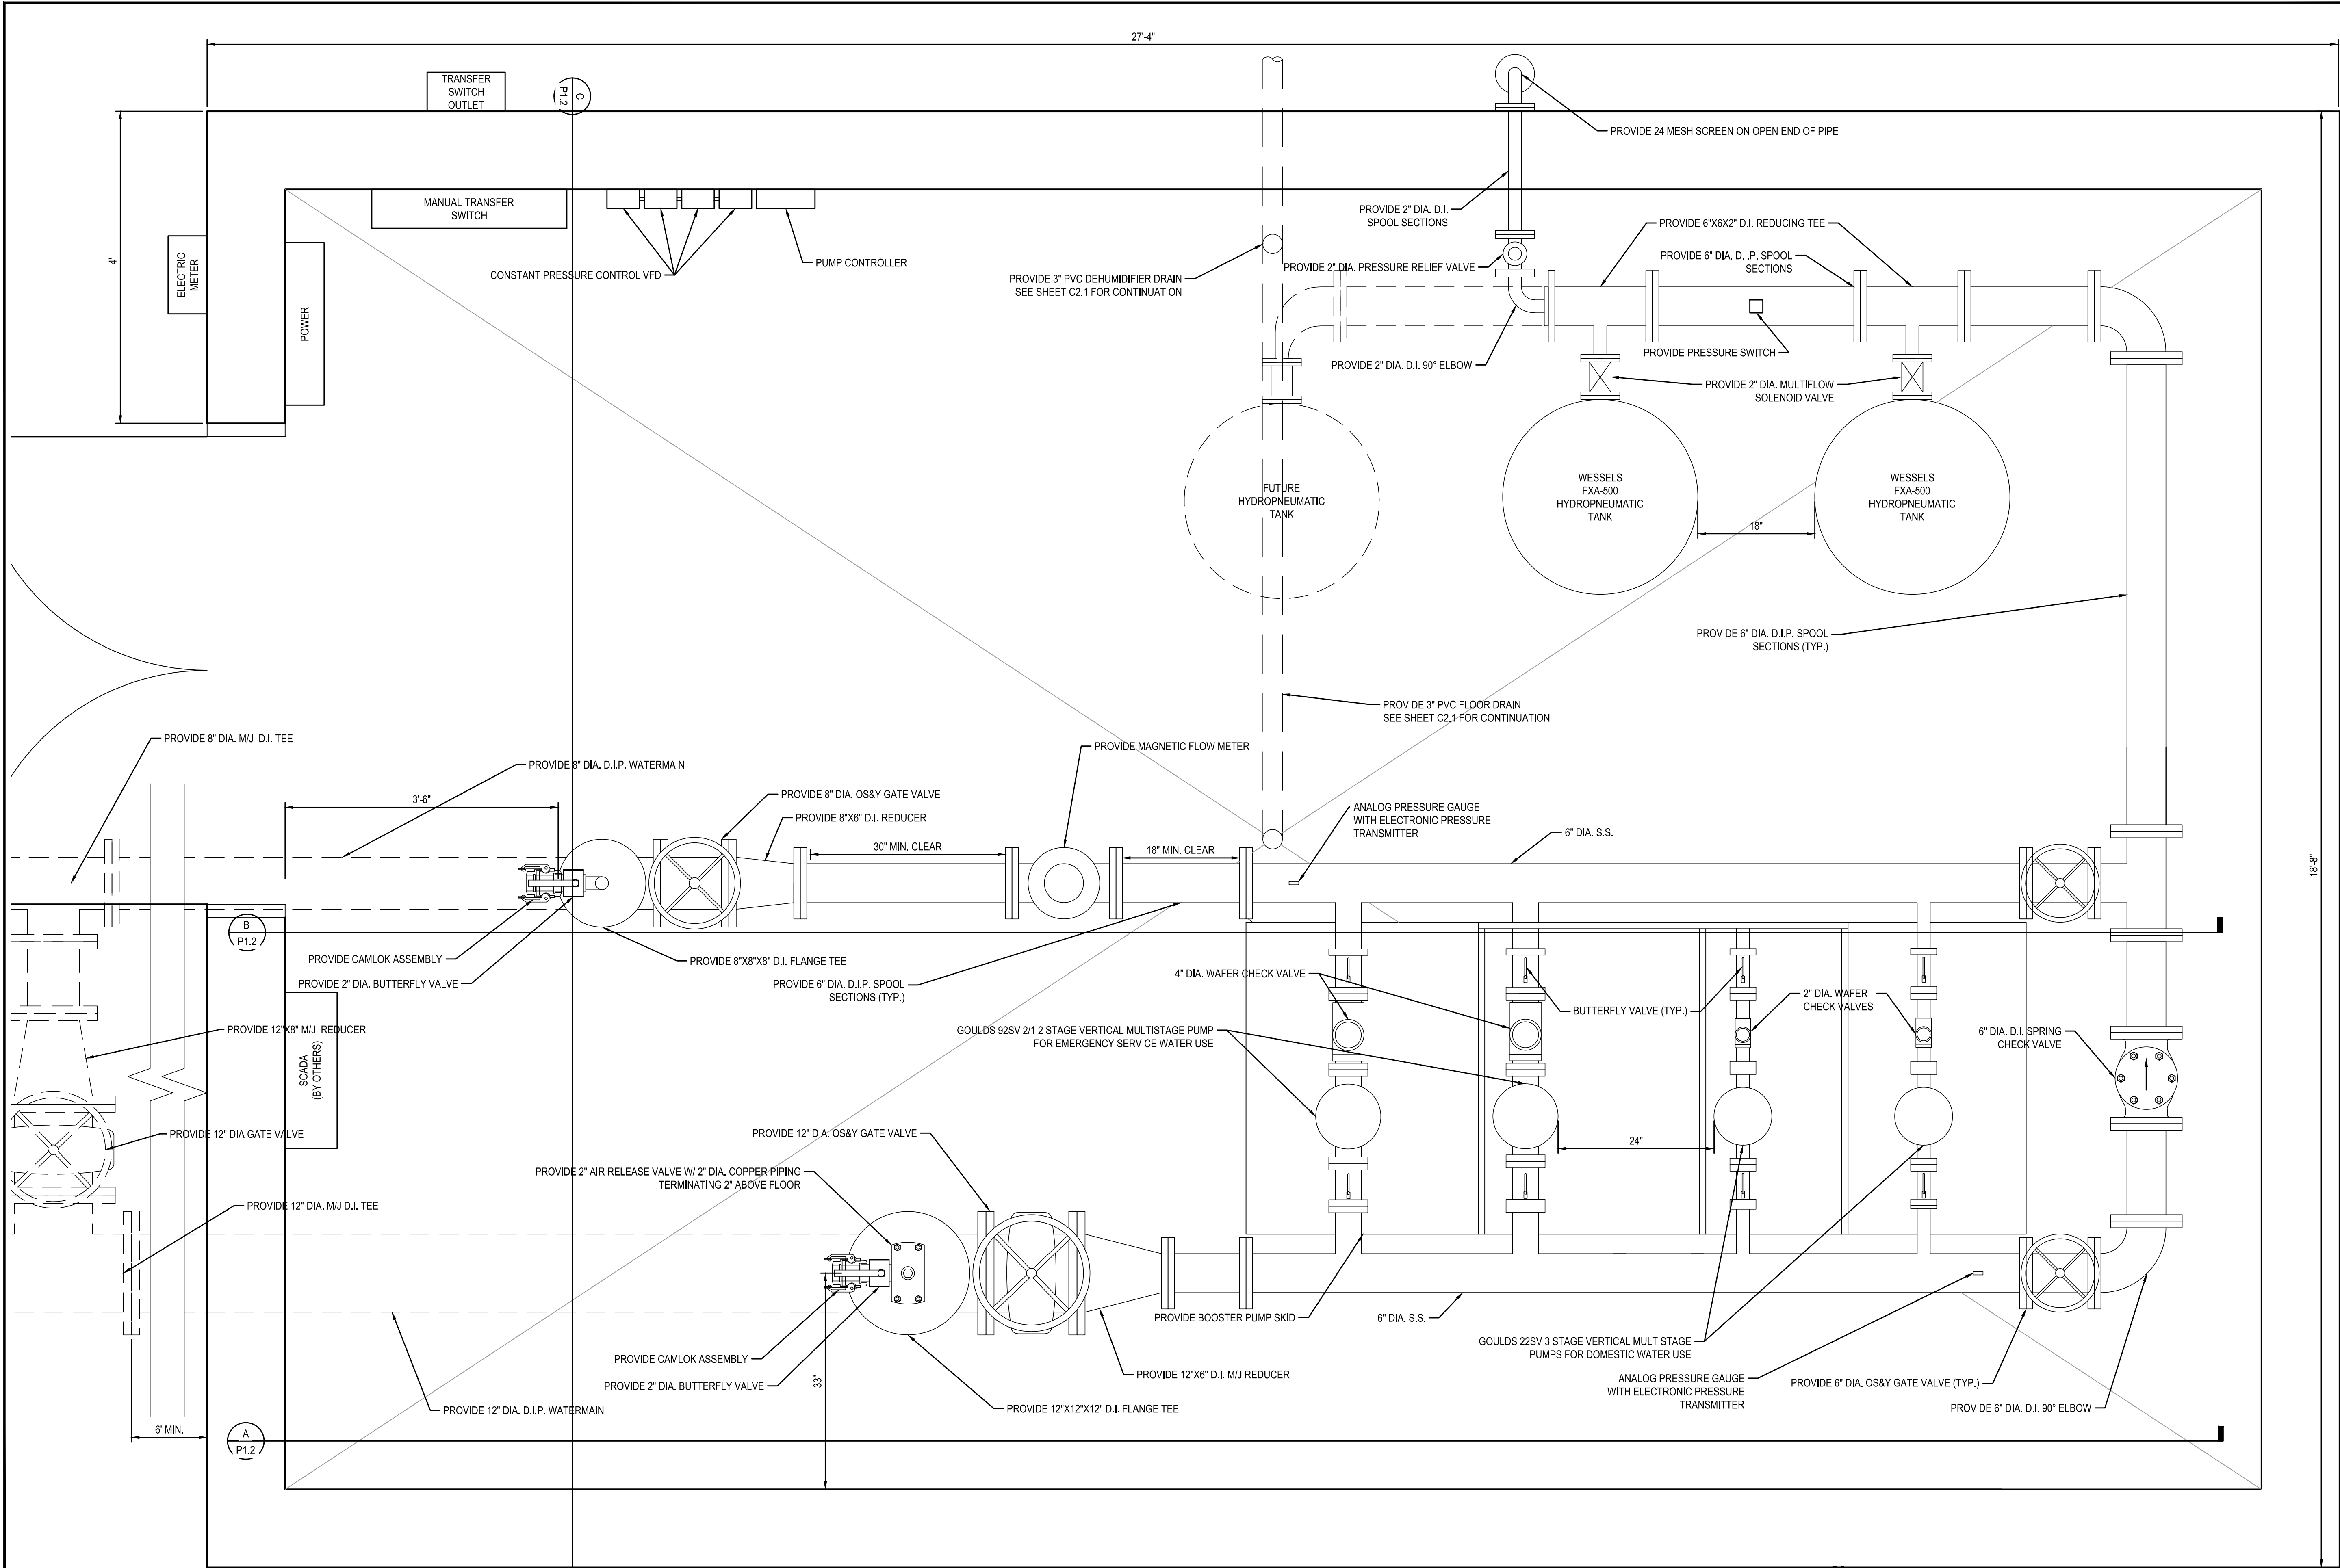 27'-4"
TRANSFER
SWITCH
OUTLET
C
P1.2
PROVIDE 24 MESH SCREEN ON OPEN END OF PIPE
4'
MANUAL TRANSFER
SWITCH
ELECTRIC
METER
POWER
CONSTANT PRESSURE CONTROL VFD
PUMP CONTROLLER
PROVIDE 2" DIA. D.I.
SPOOL SECTIONS
PROVIDE 6"X6X2" D.I. REDUCING TEE
PROVIDE 6" DIA. D.I.P. SPOOL
SECTIONS
PROVIDE 3" PVC DEHUMIDIFIER DRAIN
SEE SHEET C2.1 FOR CONTINUATION
PROVIDE 2" DIA. PRESSURE RELIEF VALVE
PROVIDE PRESSURE SWITCH
PROVIDE 2" DIA. D.I. 90° ELBOW
PROVIDE 2" DIA. MULTIFLOW
SOLENOID VALVE
FUTURE
HYDROPNEUMATIC
TANK
WESSELS
FXA-500
HYDROPNEUMATIC
TANK
18"
WESSELS
FXA-500
HYDROPNEUMATIC
TANK
PROVIDE 6" DIA. D.I.P. SPOOL
SECTIONS (TYP.)
PROVIDE 3" PVC FLOOR DRAIN
SEE SHEET C2.1 FOR CONTINUATION
PROVIDE 8" DIA. M/J D.I. TEE
PROVIDE 8" DIA. D.I.P. WATERMAIN
PROVIDE MAGNETIC FLOW METER
3'-6"
PROVIDE 8" DIA. OS&Y GATE VALVE
PROVIDE 8"X6" D.I. REDUCER
ANALOG PRESSURE GAUGE
WITH ELECTRONIC PRESSURE
TRANSMITTER
6" DIA. S.S.
30" MIN. CLEAR
18" MIN. CLEAR
18'-8"
B
P1.2
PROVIDE CAMLOK ASSEMBLY
PROVIDE 2" DIA. BUTTERFLY VALVE
PROVIDE 8"X8"X8" D.I. FLANGE TEE
PROVIDE 6" DIA. D.I.P. SPOOL
SECTIONS (TYP.)
4" DIA. WAFER CHECK VALVE
BUTTERFLY VALVE (TYP.)
2" DIA. WAFER
CHECK VALVES
PROVIDE 12"X8" M/J REDUCER
SCADA
(BY OTHERS)
GOULDS 92SV 2/1 2 STAGE VERTICAL MULTISTAGE PUMP
FOR EMERGENCY SERVICE WATER USE
6" DIA. D.I. SPRING
CHECK VALVE
PROVIDE 12" DIA GATE VALVE
PROVIDE 12" DIA. OS&Y GATE VALVE
24"
PROVIDE 2" AIR RELEASE VALVE W/ 2" DIA. COPPER PIPING
TERMINATING 2" ABOVE FLOOR
PROVIDE 12" DIA. M/J D.I. TEE
PROVIDE BOOSTER PUMP SKID
6" DIA. S.S.
GOULDS 22SV 3 STAGE VERTICAL MULTISTAGE
PUMPS FOR DOMESTIC WATER USE
PROVIDE CAMLOK ASSEMBLY
PROVIDE 2" DIA. BUTTERFLY VALVE
33"
PROVIDE 12"X6" D.I. M/J REDUCER
ANALOG PRESSURE GAUGE
WITH ELECTRONIC PRESSURE
TRANSMITTER
PROVIDE 6" DIA. OS&Y GATE VALVE (TYP.)
PROVIDE 12" DIA. D.I.P. WATERMAIN
PROVIDE 12"X12"X12" D.I. FLANGE TEE
PROVIDE 6" DIA. D.I. 90° ELBOW
6' MIN.
A
P1.2